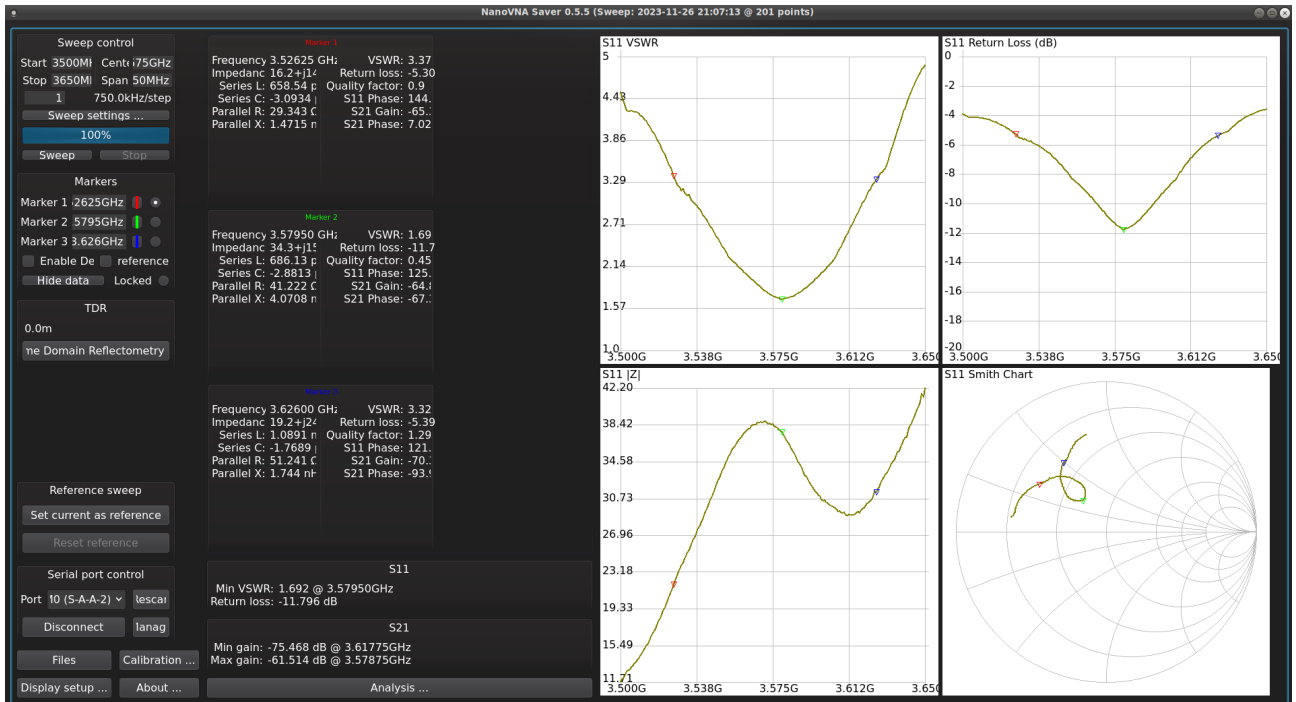 NanoVNA Saver 0.5.5 (Sweep: 2023-11-26 21:07:13 @ 201 points)
Sweep control
Start 3500MH Cente ۰75GHz
Stop 3650MI Span 50MHz
1 750.0kHz/step
Sweep settings ...
100%
Sweep Stop
Markers
Marker 1 2625GHz
Marker 2 5795GHz
Marker 3 3.626GHz
Enable De reference
Hide data Locked
TDR
0.0m
ne Domain Reflectometry
Reference sweep
Set current as reference
Reset reference
Serial port control
Port 10 (S-A-A-2) Rescan
Disconnect Manag
Files Calibration ...
Display setup ... About ...
Marker 1
Frequency 3.52625 GHz VSWR: 3.37
Impedanc 16.2+j14 Return loss: -5.30
Series L: 658.54 p Quality factor: 0.9
Series C: -3.0934 S11 Phase: 144.
Parallel R: 29.343 Ω S21 Gain: -65.
Parallel X: 1.4715 n S21 Phase: 7.02
Marker 2
Frequency 3.57950 GHz VSWR: 1.69
Impedanc 34.3+j15 Return loss: -11.7
Series L: 686.13 p Quality factor: 0.45
Series C: -2.8813 S11 Phase: 125.
Parallel R: 41.222 Ω S21 Gain: -64.
Parallel X: 4.0708 n S21 Phase: -67.
Marker 3
Frequency 3.62600 GHz VSWR: 3.32
Impedanc 19.2+j24 Return loss: -5.39
Series L: 1.0891 n Quality factor: 1.29
Series C: -1.7689 S11 Phase: 121.
Parallel R: 51.241 Ω S21 Gain: -70.
Parallel X: 1.744 nH S21 Phase: -93.
S11
Min VSWR: 1.692 @ 3.57950GHz
Return loss: -11.796 dB
S21
Min gain: -75.468 dB @ 3.61775GHz
Max gain: -61.514 dB @ 3.57875GHz
Analysis ...
S11 VSWR
5
4.43
3.86
3.29
2.71
2.14
1.57
1.0
3.500G 3.538G 3.575G 3.612G 3.650
S11 Return Loss (dB)
0
-2
-4
-6
-8
-10
-12
-14
-16
-18
-20
3.500G 3.538G 3.575G 3.612G 3.650
S11 |Z|
42.20
38.42
34.58
30.73
26.96
23.18
19.33
15.49
11.71
3.500G 3.538G 3.575G 3.612G 3.650
S11 Smith Chart